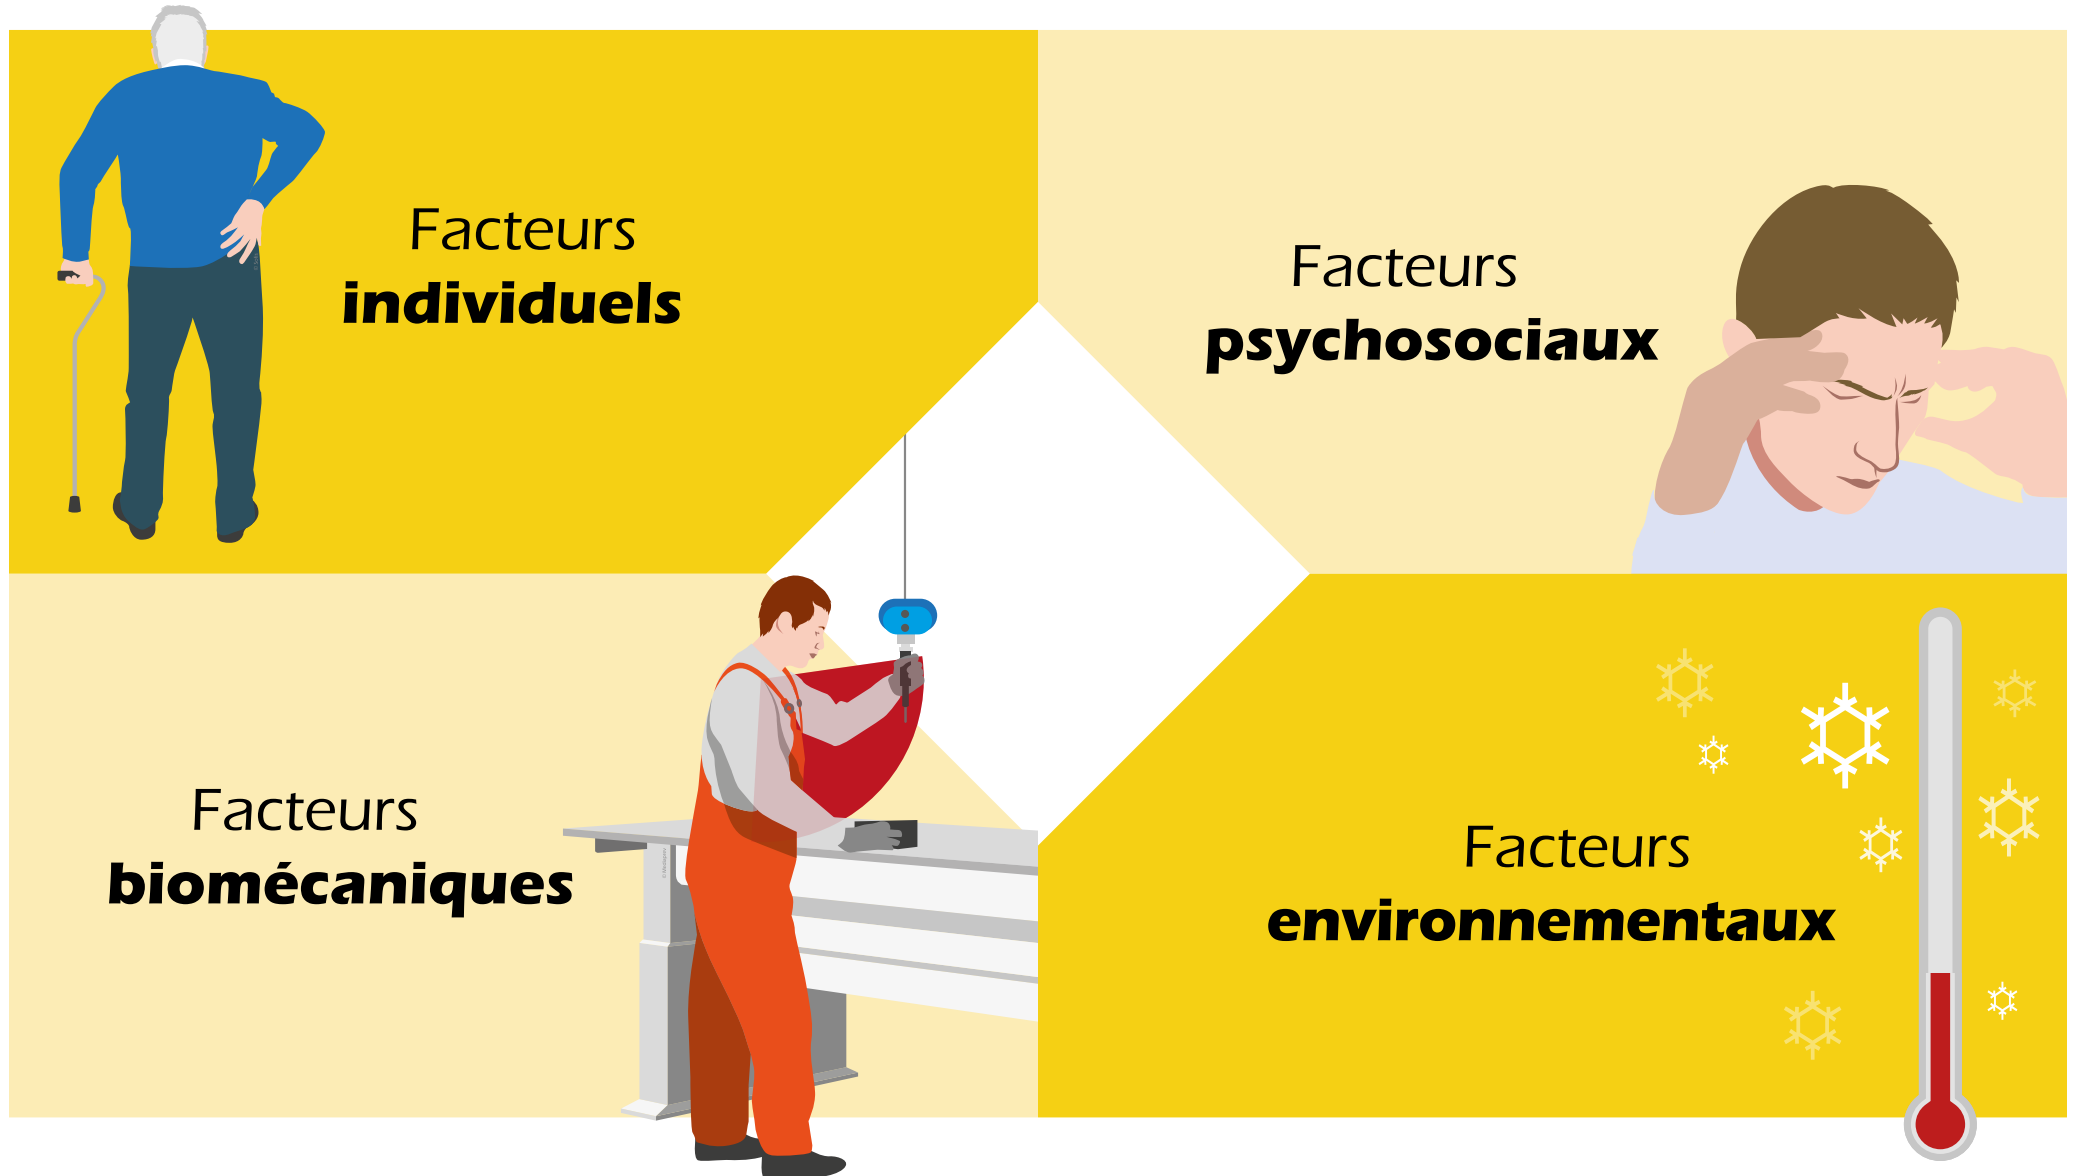 Facteurs
individuels
Facteurs
psychosociaux
Facteurs
biomécaniques
Facteurs
environnementaux